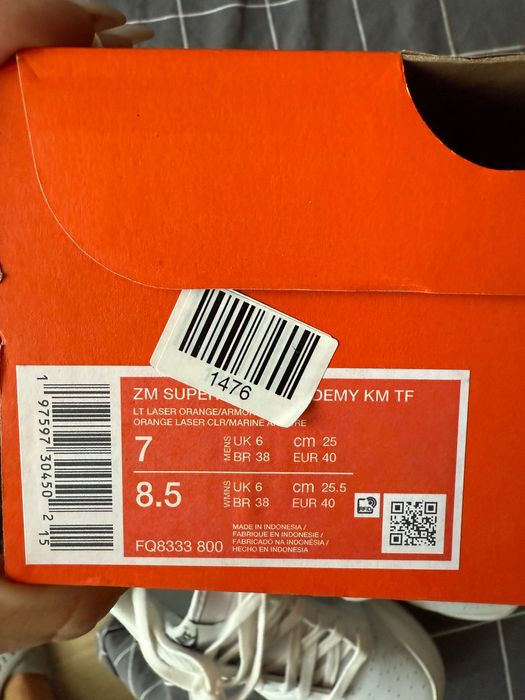 1476
ZM SUPER DEMY KM TF
LT LASER ORANGE/ARMO
ORANGE LASER CLR/MARINE A RE
7 MENS UK 6 cm 25
BR 38 EUR 40
8.5 WMNS UK 6 cm 25.5
BR 38 EUR 40
RFID
FQ8333 800
MADE IN INDONESIA /
FABRIQUE EN INDONESIE /
FABRICADO NA INDONÉSIA /
HECHO EN INDONESIA
1 97597 30450 2 15